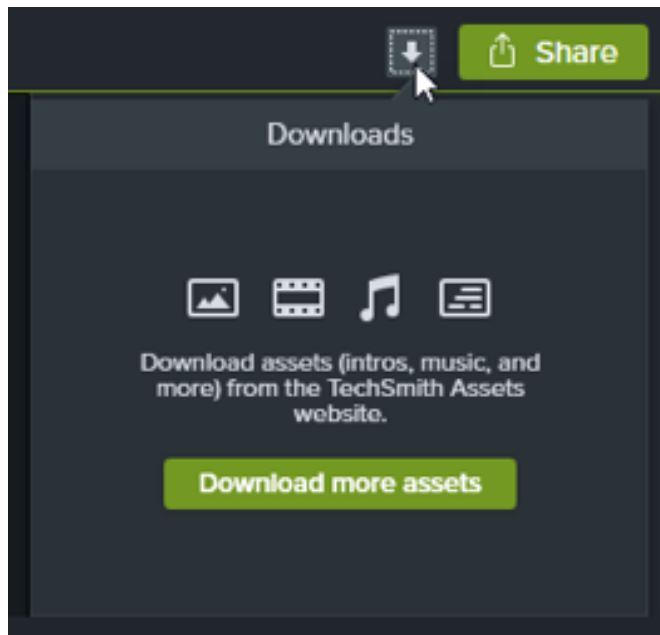 Share
Downloads
Download assets (intros, music, and
more) from the TechSmith Assets
website.
Download more assets